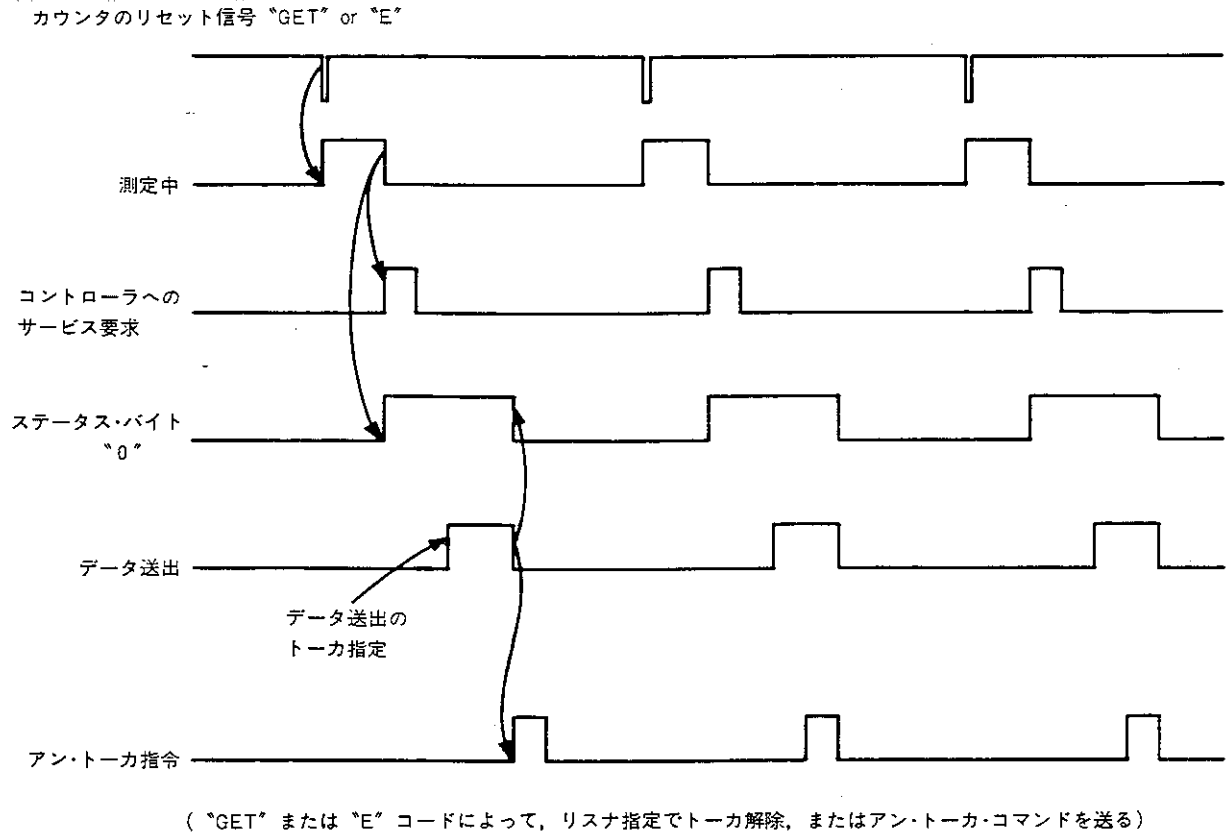 カウンタのリセット信号 “GET” or “E”
測定中
コントローラへの
サービス要求
ステータス・バイト
“0”
データ送出
データ送出の
トーカ指定
アン・トーカ指令
( “GET” または “E” コードによって, リスナ指定でトーカ解除, またはアン・トーカ・コマンドを送る)